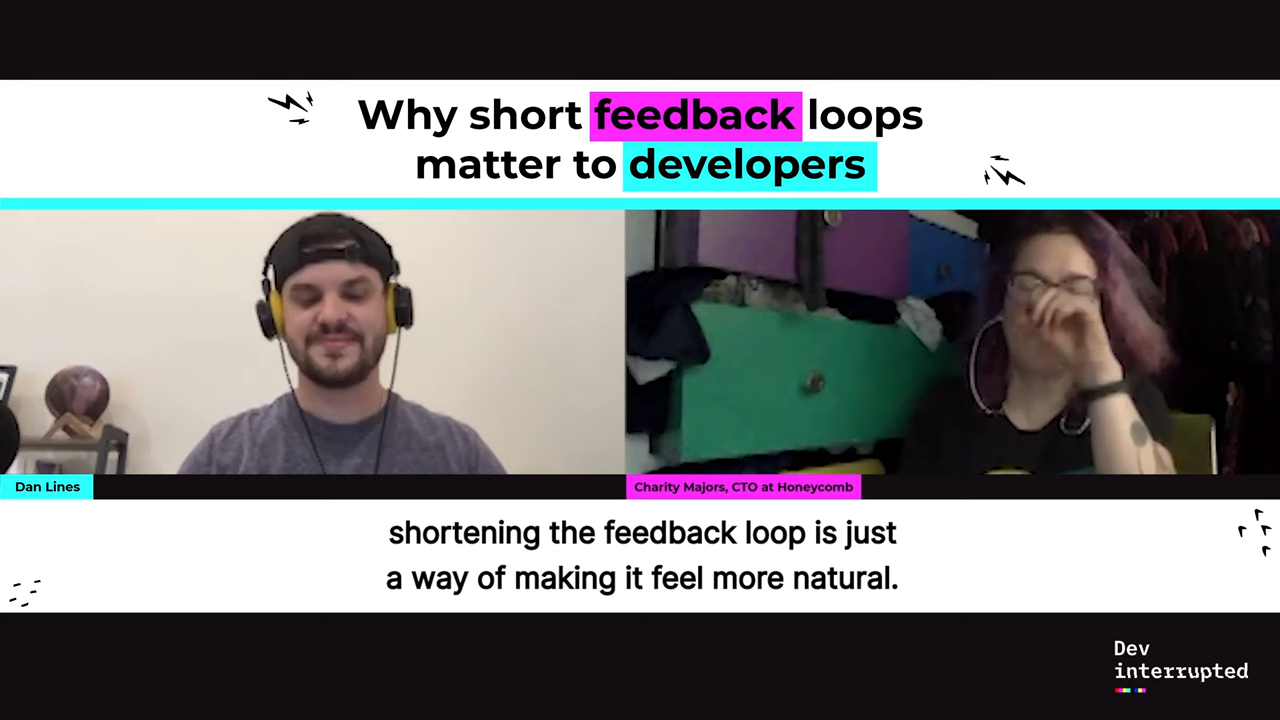 Why short feedback loops
matter to developers
Dan Lines
Charity Majors, CTO at Honeycomb
shortening the feedback loop is just
a way of making it feel more natural.
Dev
interrupted